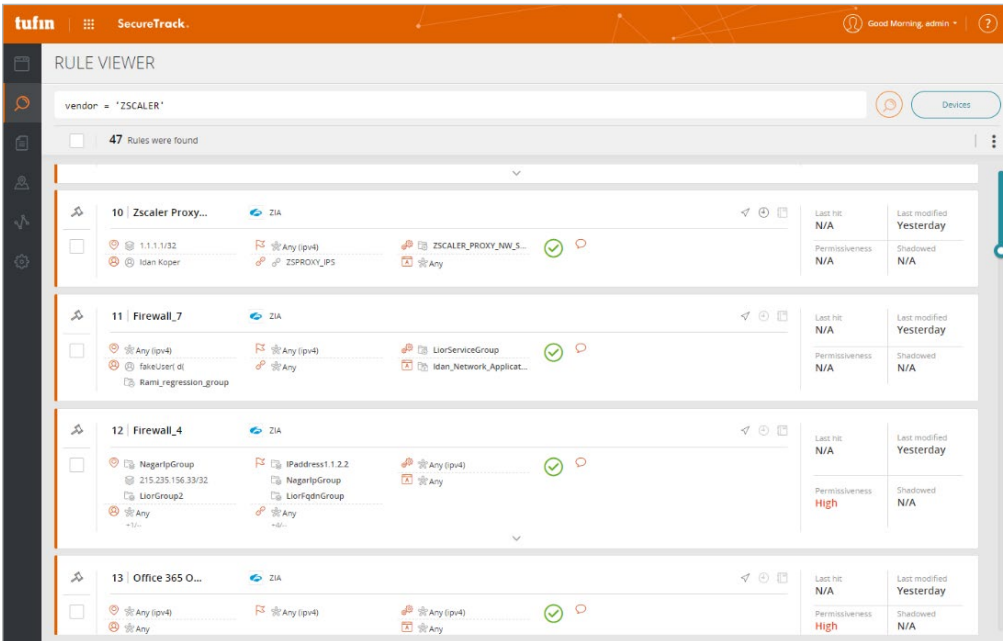 tufin SecureTrack. Good Morning, admin ?
RULE VIEWER
vendor = 'ZSCALER'
Devices
47 Rules were found
10 Zscaler Proxy... ZIA
1.1.1.1/32 Any (ipv4) ZSCALER_PROXY_NW_S...
Idan Koper ZSPROXY_IPS Any
Last hit Last modified
N/A Yesterday
Permissiveness Shadowed
N/A N/A
11 Firewall_7 ZIA
Any (ipv4) Any (ipv4) LiorServiceGroup
fakeUser( d( Any Idan_Network_Applicat...
Rami_regression_group
Last hit Last modified
N/A Yesterday
Permissiveness Shadowed
N/A N/A
12 Firewall_4 ZIA
NagarIpGroup IPaddress1.1.2.2 Any (ipv4)
215.235.156.33/32 NagarIpGroup Any
LiorGroup2 LiorFqdnGroup
Any Any
+1/-- +4/--
Last hit Last modified
N/A Yesterday
Permissiveness Shadowed
High N/A
13 Office 365 O... ZIA
Any (ipv4) Any (ipv4) Any (ipv4)
Any Any
Last hit Last modified
N/A Yesterday
Permissiveness Shadowed
High N/A